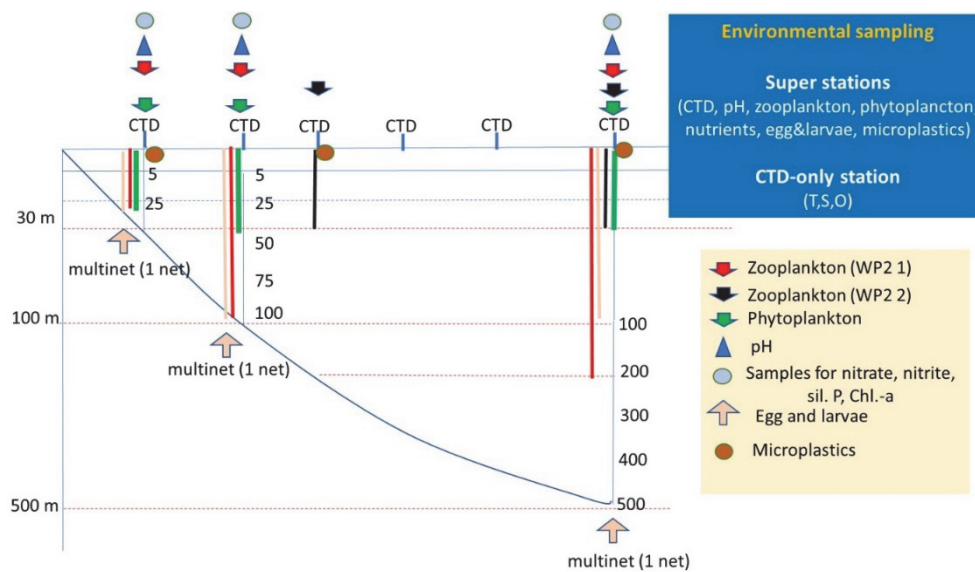 Environmental sampling
Super stations
(CTD, pH, zooplankton, phytoplancton,
nutrients, egg&larvae, microplastics)
CTD-only station
(T,S,O)
CTD
CTD
CTD
CTD
CTD
CTD
5
25
5
25
50
75
100
30 m
100 m
500 m
multinet (1 net)
multinet (1 net)
100
200
300
400
500
multinet (1 net)
Zooplankton (WP2 1)
Zooplankton (WP2 2)
Phytoplankton
pH
Samples for nitrate, nitrite,
sil. P, Chl.-a
Egg and larvae
Microplastics